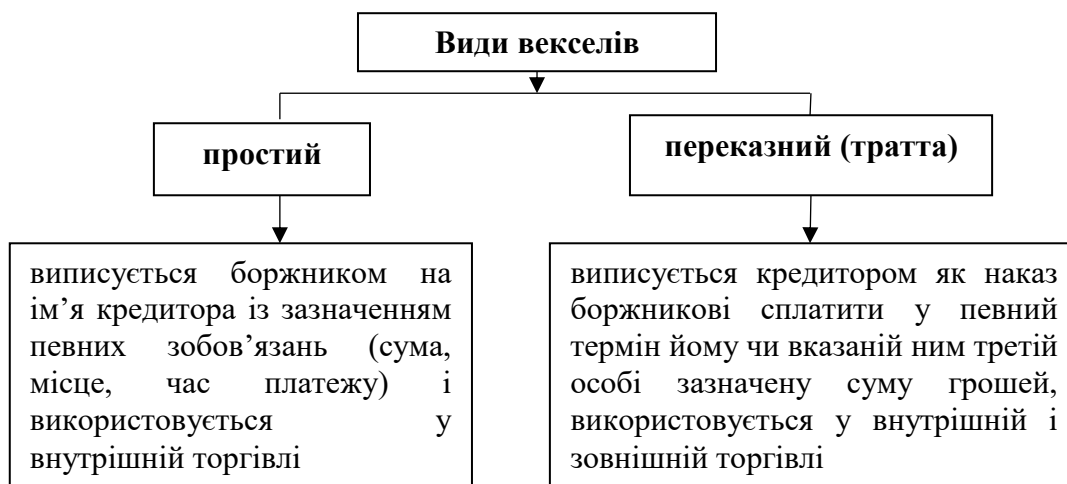 Види векселів
простий
переказний (тратта)
виписується боржником на
ім’я кредитора із зазначенням
певних зобов’язань (сума,
місце, час платежу) і
використовується у
внутрішній торгівлі
виписується кредитором як наказ
боржникові сплатити у певний
термін йому чи вказаній ним третій
особі зазначену суму грошей,
використовується у внутрішній і
зовнішній торгівлі